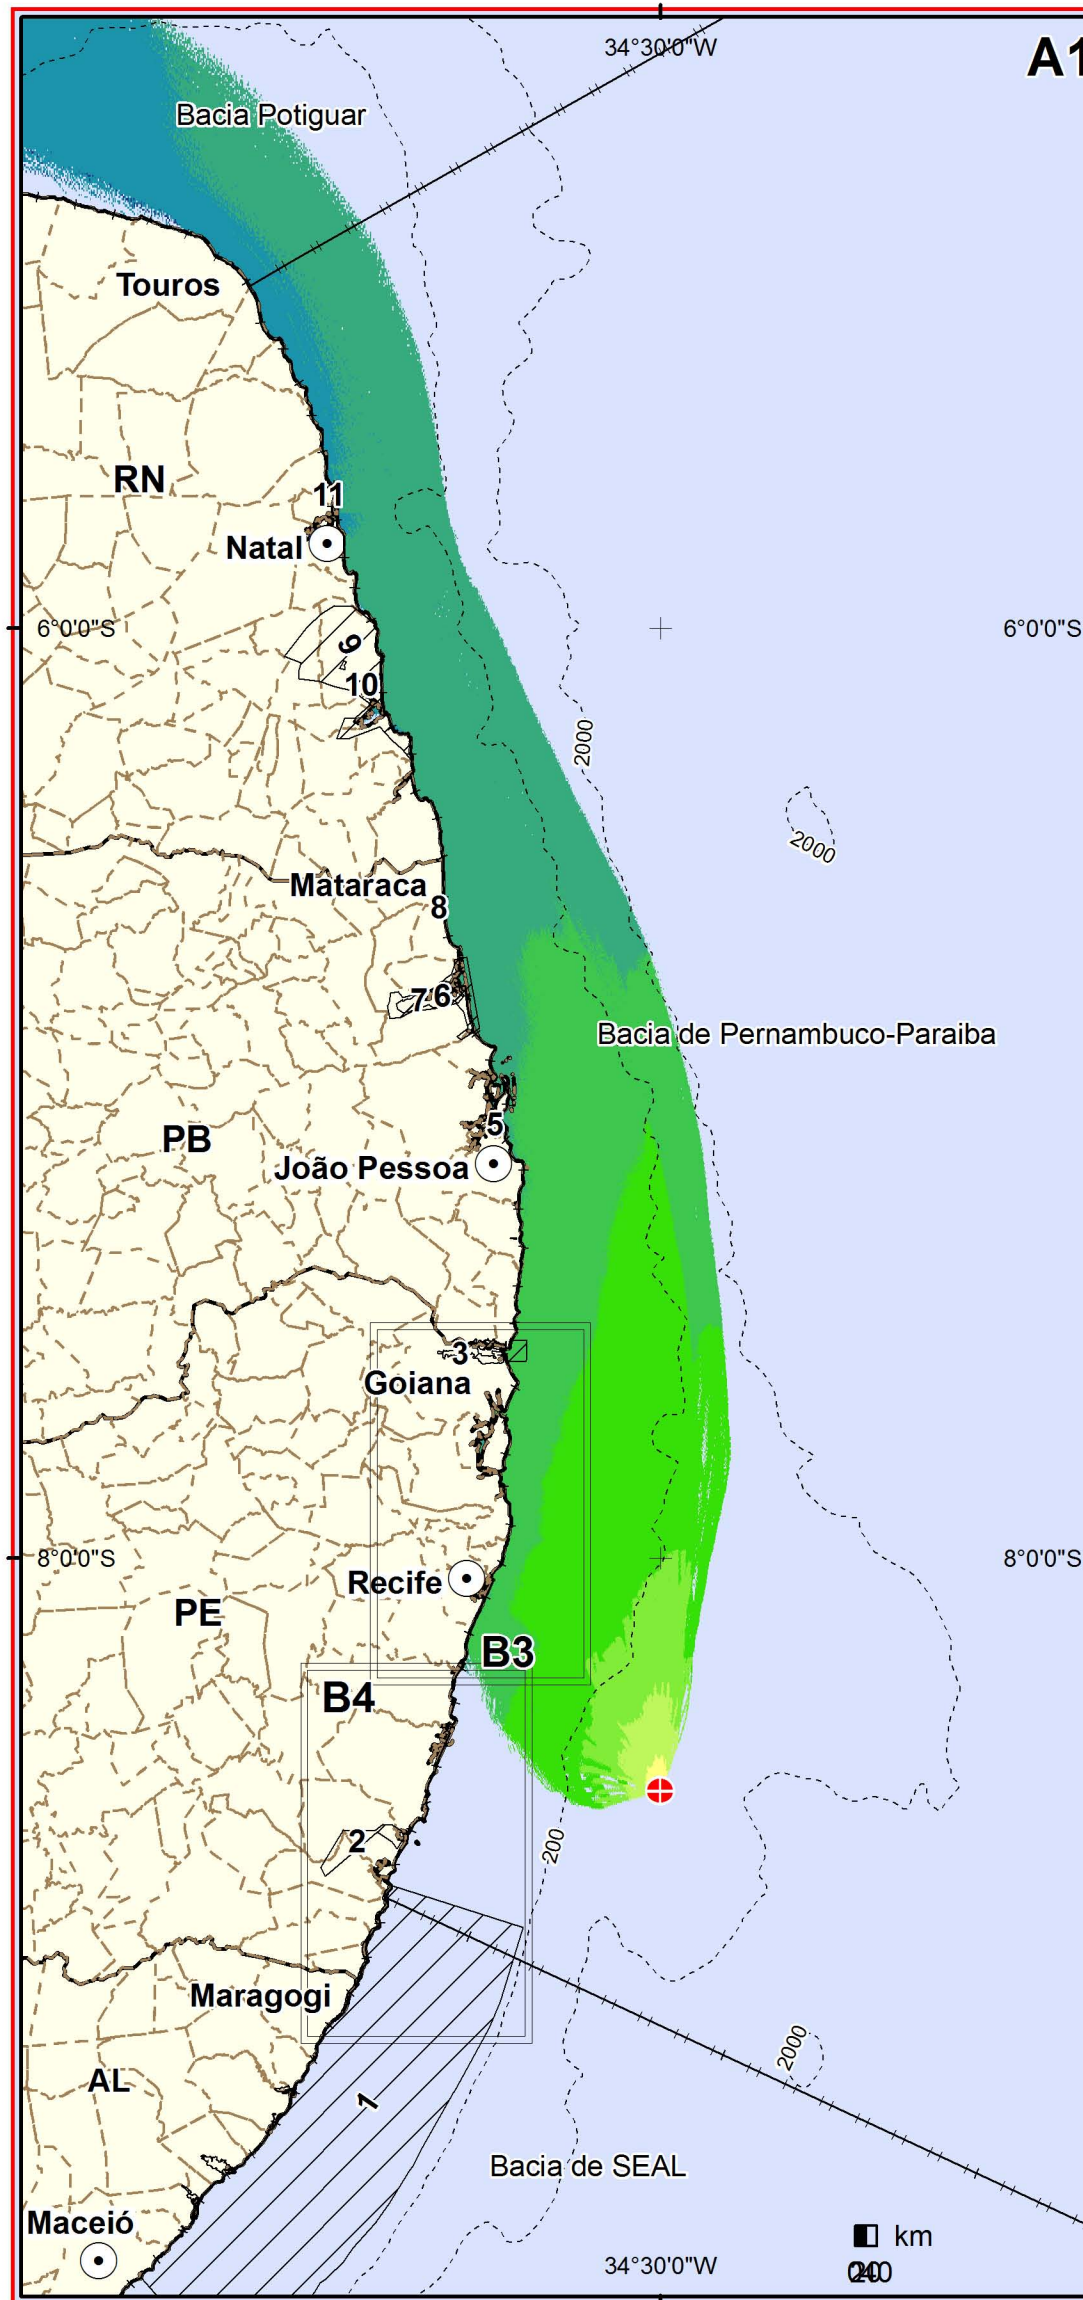 34°30'0"W
A1
Bacia Potiguar
Touros
RN
11
Natal
6°0'0"S
6°0'0"S
9
10
2000
2000
Mataraca
8
7
6
Bacia de Pernambuco-Paraiba
5
PB
João Pessoa
3
Goiana
8°0'0"S
8°0'0"S
Recife
PE
B3
B4
2
200
Maragogi
2000
AL
1
Bacia de SEAL
Maceió
km
34°30'0"W